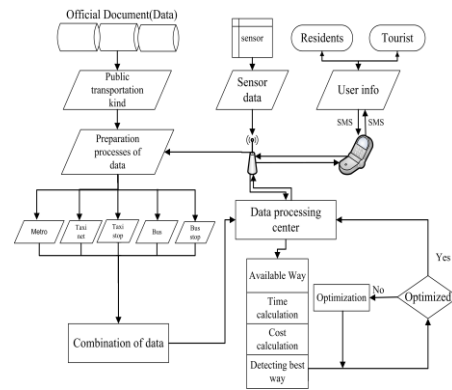 Official Document(Data)
sensor
Residents
Tourist
Public
transportation
kind
Sensor
data
User info
SMS
SMS
Preparation
processes of
data
Metro
Taxi
net
Taxi
stop
Bus
Bus
stop
Data processing
center
Yes
Available Way
Optimization
No
Optimized
Time
calculation
Cost
calculation
Combination of data
Detecting best
way